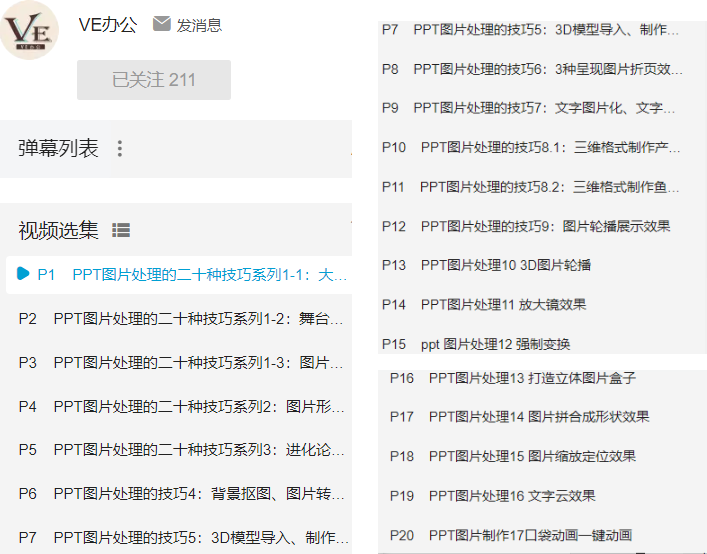 VE
VE办公
VE办公
发消息
已关注 211
弹幕列表
视频选集
P1 PPT图片处理的二十种技巧系列1-1：大...
P2 PPT图片处理的二十种技巧系列1-2：舞台...
P3 PPT图片处理的二十种技巧系列1-3：图片...
P4 PPT图片处理的二十种技巧系列2：图片形...
P5 PPT图片处理的二十种技巧系列3：进化论...
P6 PPT图片处理的技巧4：背景抠图、图片转...
P7 PPT图片处理的技巧5：3D模型导入、制作...
P7 PPT图片处理的技巧5：3D模型导入、制作...
P8 PPT图片处理的技巧6：3种呈现图片折页效...
P9 PPT图片处理的技巧7：文字图片化、文字...
P10 PPT图片处理的技巧8.1：三维格式制作产...
P11 PPT图片处理的技巧8.2：三维格式制作鱼...
P12 PPT图片处理的技巧9：图片轮播展示效果
P13 PPT图片处理10 3D图片轮播
P14 PPT图片处理11 放大镜效果
P15 ppt 图片处理12 强制变换
P16 PPT图片处理13 打造立体图片盒子
P17 PPT图片处理14 图片拼合成形状效果
P18 PPT图片处理15 图片缩放定位效果
P19 PPT图片处理16 文字云效果
P20 PPT图片制作17口袋动画一键动画